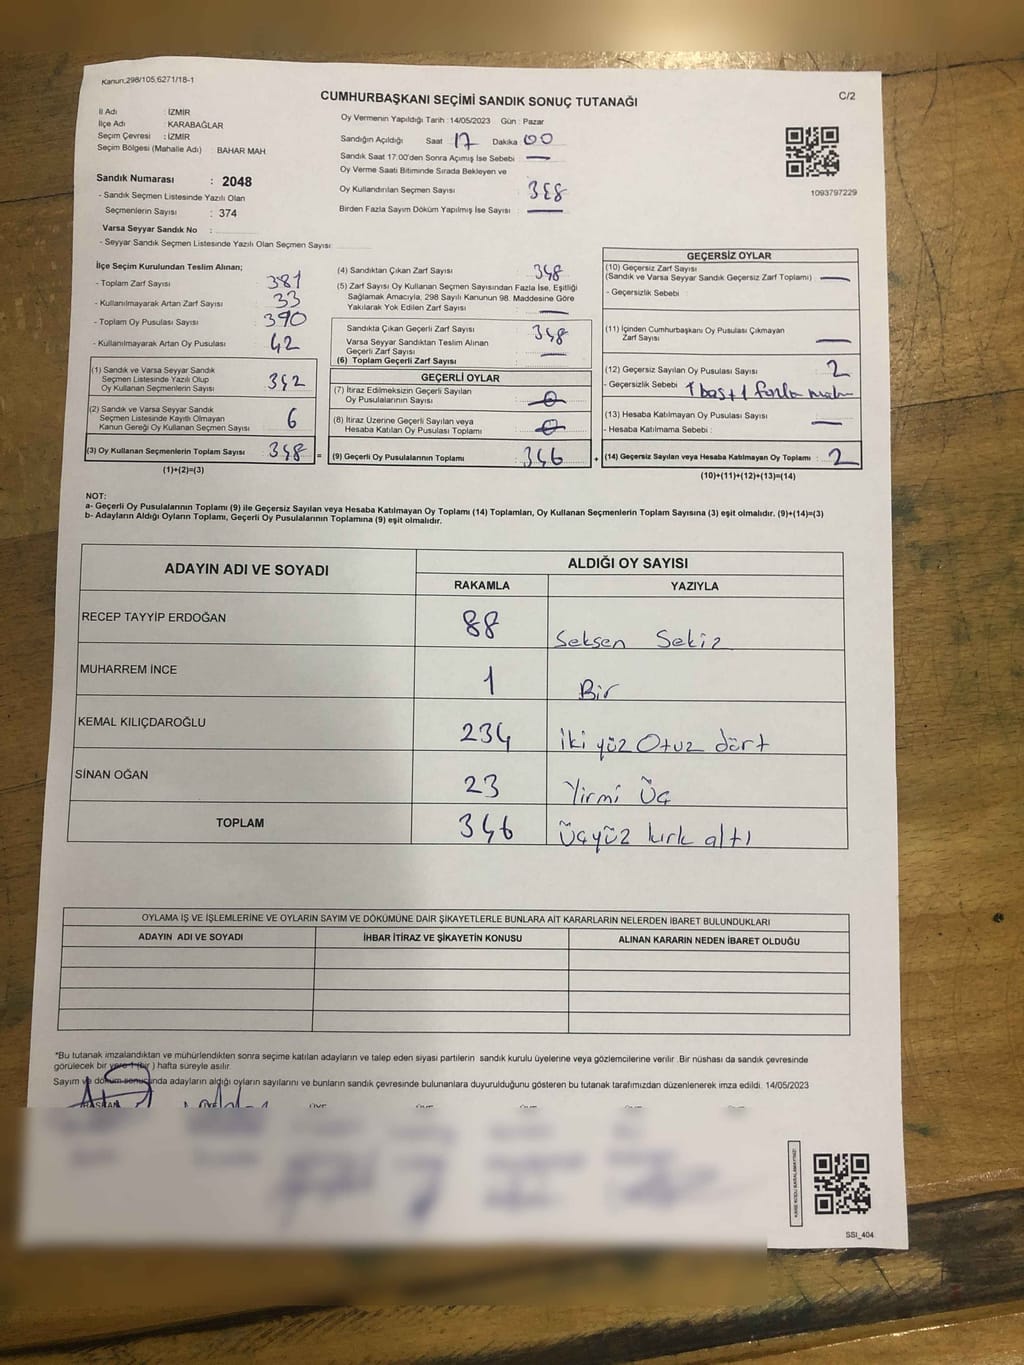 Kanun,298/105,6271/18-1
CUMHURBAŞKANI SEÇİMİ SANDIK SONUÇ TUTANAĞI
C/2
İl Adı : İZMİR
İlçe Adı : KARABAĞLAR
Seçim Çevresi : İZMİR
Seçim Bölgesi (Mahalle Adı) : BAHAR MAH.
Sandık Numarası : 2048
- Sandık Seçmen Listesinde Yazılı Olan
Seçmenlerin Sayısı : 374
Varsa Seyyar Sandık No :
- Seyyar Sandık Seçmen Listesinde Yazılı Olan Seçmen Sayısı:
Oy Vermenin Yapıldığı Tarih : 14/05/2023 Gün : Pazar
Sandığın Açıldığı Saat 17 Dakika 00
Sandık Saat 17:00'den Sonra Açımış İse Sebebi : —
Oy Verme Saati Bitiminde Sırada Bekleyen ve
Oy Kullandırılan Seçmen Sayısı : 348
Birden Fazla Sayım Döküm Yapılmış İse Sayısı : —
1093797229
İlçe Seçim Kurulundan Teslim Alınan;
- Toplam Zarf Sayısı : 381
- Kullanılmayarak Artan Zarf Sayısı : 33
- Toplam Oy Pusulası Sayısı : 390
- Kullanılmayarak Artan Oy Pusulası : 42
(1) Sandık ve Varsa Seyyar Sandık
Seçmen Listesinde Yazılı Olup
Oy Kullanan Seçmenlerin Sayısı : 342
(2) Sandık ve Varsa Seyyar Sandık
Seçmen Listesinde Kayıtlı Olmayan
Kanun Gereği Oy Kullanan Seçmen Sayısı : 6
(3) Oy Kullanan Seçmenlerin Toplam Sayısı : 348 =
(1)+(2)=(3)
(4) Sandıktan Çıkan Zarf Sayısı : 348
(5) Zarf Sayısı Oy Kullanan Seçmen Sayısından Fazla İse, Eşitliği
Sağlamak Amacıyla, 298 Sayılı Kanunun 98. Maddesine Göre
Yakılarak Yok Edilen Zarf Sayısı : —
Sandıkta Çıkan Geçerli Zarf Sayısı : 348
Varsa Seyyar Sandıktan Teslim Alınan
Geçerli Zarf Sayısı : —
(6) Toplam Geçerli Zarf Sayısı :
GEÇERLİ OYLAR
(7) İtiraz Edilmeksizin Geçerli Sayılan
Oy Pusulalarının Sayısı : 0
(8) İtiraz Üzerine Geçerli Sayılan veya
Hesaba Katılan Oy Pusulası Toplamı : 0
(9) Geçerli Oy Pusulalarının Toplamı : 346 +
GEÇERSİZ OYLAR
(10) Geçersiz Zarf Sayısı
(Sandık ve Varsa Seyyar Sandık Geçersiz Zarf Toplamı) : —
- Geçersizlik Sebebi :
(11) İçinden Cumhurbaşkanı Oy Pusulası Çıkmayan
Zarf Sayısı : —
(12) Geçersiz Sayılan Oy Pusulası Sayısı : 2
- Geçersizlik Sebebi : 1 boş + 1 fazla
(13) Hesaba Katılmayan Oy Pusulası Sayısı : —
- Hesaba Katılmama Sebebi :
(14) Geçersiz Sayılan veya Hesaba Katılmayan Oy Toplamı : 2
(10)+(11)+(12)+(13)=(14)
NOT:
a- Geçerli Oy Pusulalarının Toplamı (9) ile Geçersiz Sayılan veya Hesaba Katılmayan Oy Toplamı (14) Toplamları, Oy Kullanan Seçmenlerin Toplam Sayısına (3) eşit olmalıdır. (9)+(14)=(3)
b- Adayların Aldığı Oyların Toplamı, Geçerli Oy Pusulalarının Toplamına (9) eşit olmalıdır.
ADAYIN ADI VE SOYADI ALDIĞI OY SAYISI
RAKAMLA YAZIYLA
RECEP TAYYİP ERDOĞAN 88 Seksen Sekiz
MUHARREM İNCE 1 Bir
KEMAL KILIÇDAROĞLU 234 İki yüz Otuz dört
SİNAN OĞAN 23 Yirmi Üç
TOPLAM 346 Üçyüz kırk altı
OYLAMA İŞ VE İŞLEMLERİNE VE OYLARIN SAYIM VE DÖKÜMÜNE DAİR ŞİKAYETLERLE BUNLARA AİT KARARLARIN NELERDEN İBARET BULUNDUKLARI
ADAYIN ADI VE SOYADI İHBAR İTİRAZ VE ŞİKAYETİN KONUSU ALINAN KARARIN NEDEN İBARET OLDUĞU
*Bu tutanak imzalandıktan ve mühürlendikten sonra seçime katılan adayların ve talep eden siyasi partilerin sandık kurulu üyelerine veya gözlemcilerine verilir .Bir nüshası da sandık çevresinde
görülecek bir yere 1 (bir ) hafta süreyle asılır.
Sayım ve döküm sonucunda adayların aldığı oyların sayılarını ve bunların sandık çevresinde bulunanlara duyurulduğunu gösteren bu tutanak tarafımızdan düzenlenerek imza edildi. 14/05/2023
BAŞKAN ÜYE ÜYE ÜYE ÜYE ÜYE
KARE KODU KARALAMAYINIZ!
SSI_404